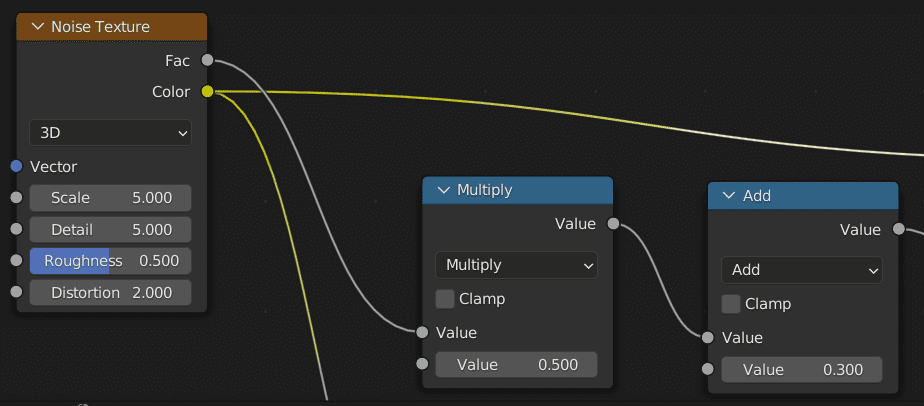 Noise Texture
Fac
Color
3D
Vector
Scale 5.000
Detail 5.000
Roughness 0.500
Distortion 2.000
Multiply
Value
Multiply
Clamp
Value
Value 0.500
Add
Value
Add
Clamp
Value
Value 0.300